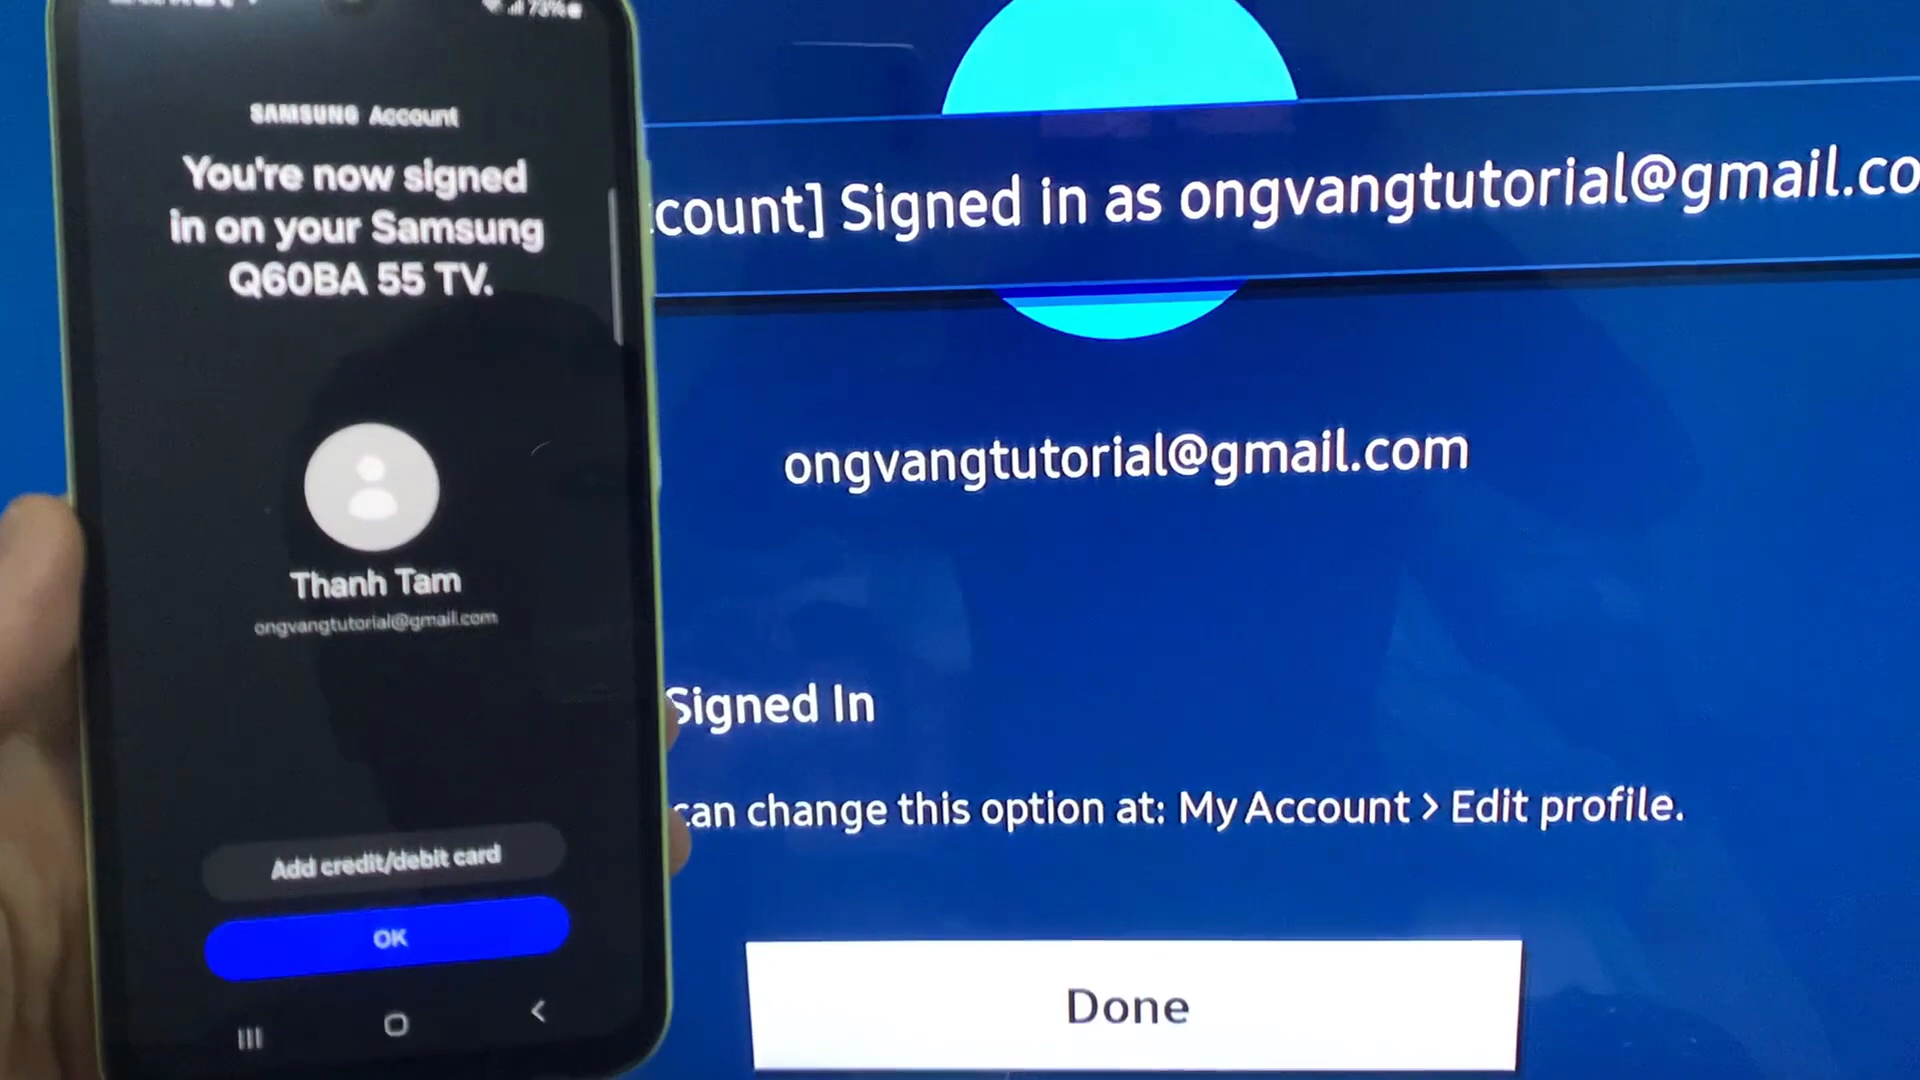 73%
SAMSUNG Account
You're now signed
in on your Samsung
Q60BA 55 TV.
Thanh Tam
ongvangtutorial@gmail.com
Add credit/debit card
OK
count] Signed in as ongvangtutorial@gmail.co
ongvangtutorial@gmail.com
Signed In
can change this option at: My Account > Edit profile.
Done